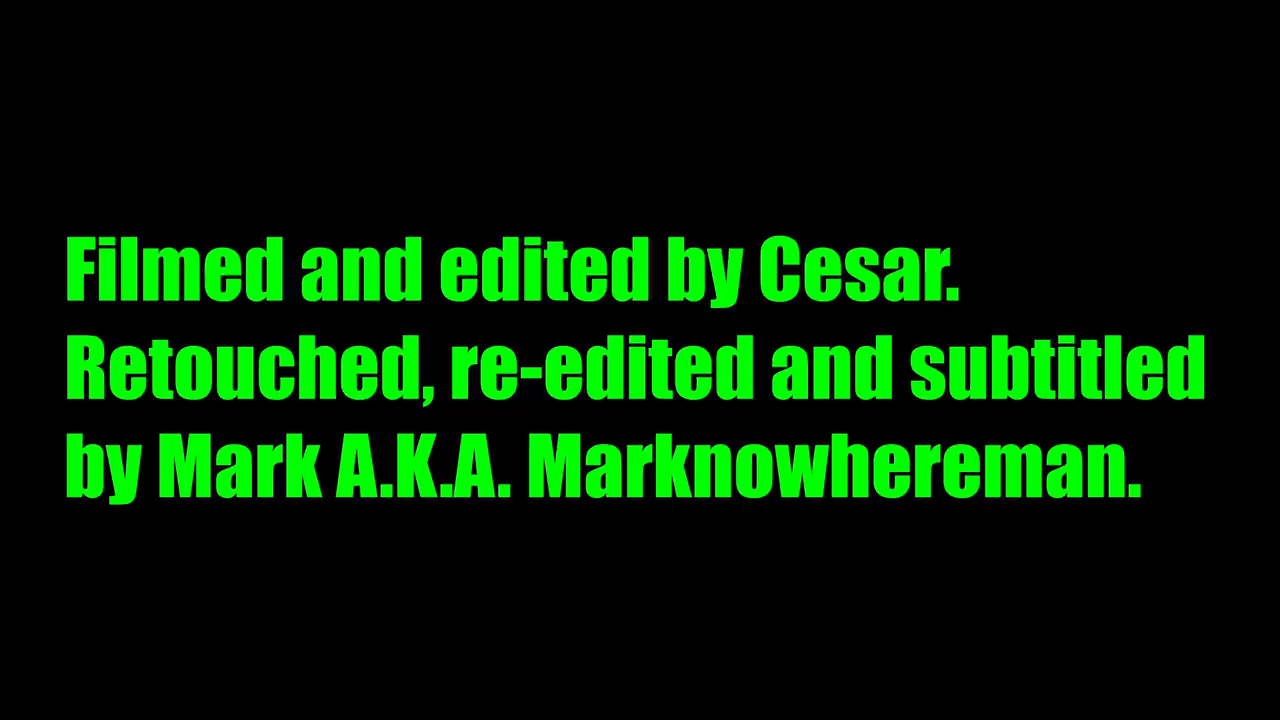 Filmed and edited by Cesar.
Retouched, re-edited and subtitled
by Mark A.K.A. Marknowhereman.